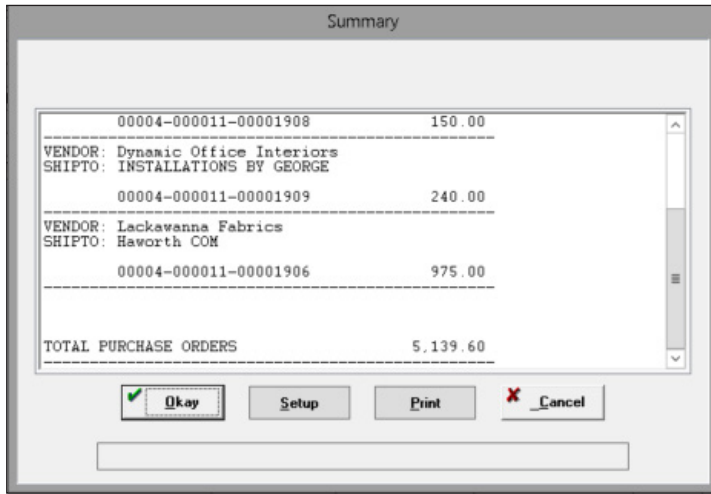 Summary
00004-000011-00001908 150.00
------------------------------------------------
VENDOR: Dynamic Office Interiors
SHIPTO: INSTALLATIONS BY GEORGE
00004-000011-00001909 240.00
------------------------------------------------
VENDOR: Lackawanna Fabrics
SHIPTO: Haworth COM
00004-000011-00001906 975.00
------------------------------------------------
TOTAL PURCHASE ORDERS 5,139.60
------------------------------------------------
Okay Setup Print _Cancel